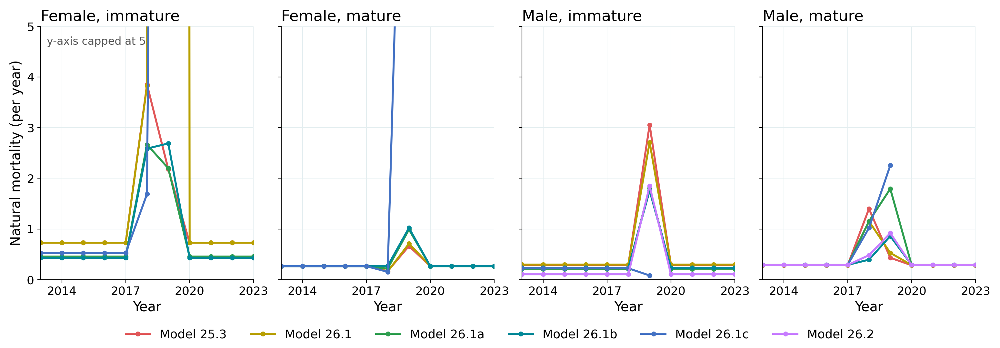 Female, immature
Female, mature
Male, immature
Male, mature
y-axis capped at 5
Natural mortality (per year)
5
4
3
2
1
0
2014 2017 2020 2023
2014 2017 2020 2023
2014 2017 2020 2023
2014 2017 2020 2023
Year
Year
Year
Year
Model 25.3
Model 26.1
Model 26.1a
Model 26.1b
Model 26.1c
Model 26.2